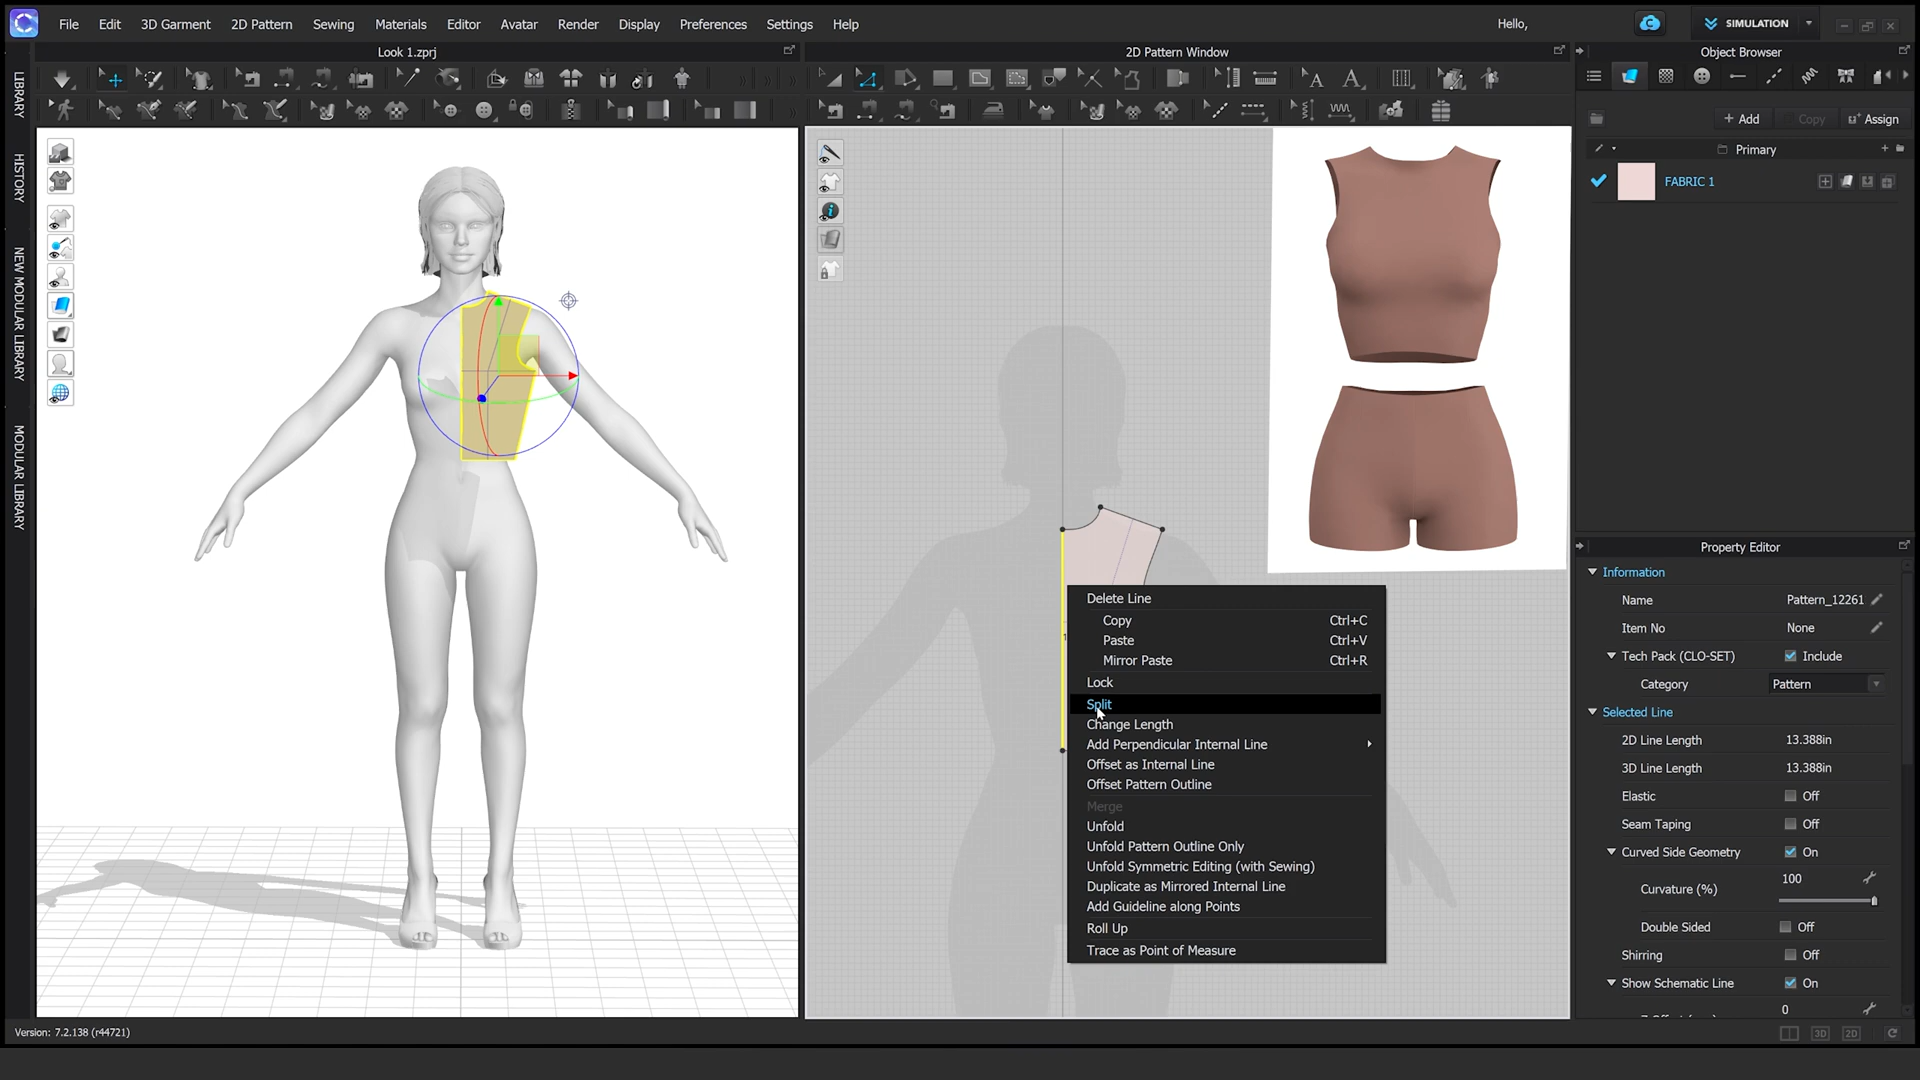 File Edit 3D Garment 2D Pattern Sewing Materials Editor Avatar Render Display Preferences Settings Help
Hello,
SIMULATION
Look 1.zprj
2D Pattern Window
Object Browser
LIBRARY
HISTORY
NEW MODULAR LIBRARY
MODULAR LIBRARY
+ Add Copy Assign
Primary
FABRIC 1
Delete Line
Copy Ctrl+C
Paste Ctrl+V
Mirror Paste Ctrl+R
Lock
Split
Change Length
Add Perpendicular Internal Line
Offset as Internal Line
Offset Pattern Outline
Merge
Unfold
Unfold Pattern Outline Only
Unfold Symmetric Editing (with Sewing)
Duplicate as Mirrored Internal Line
Add Guideline along Points
Roll Up
Trace as Point of Measure
Property Editor
Information
Name Pattern_12261
Item No None
Tech Pack (CLO-SET) Include
Category Pattern
Selected Line
2D Line Length 13.388in
3D Line Length 13.388in
Elastic Off
Seam Taping Off
Curved Side Geometry On
Curvature (%) 100
Double Sided Off
Shirring Off
Show Schematic Line On
0
Version: 7.2.138 (r44721)
3D 2D